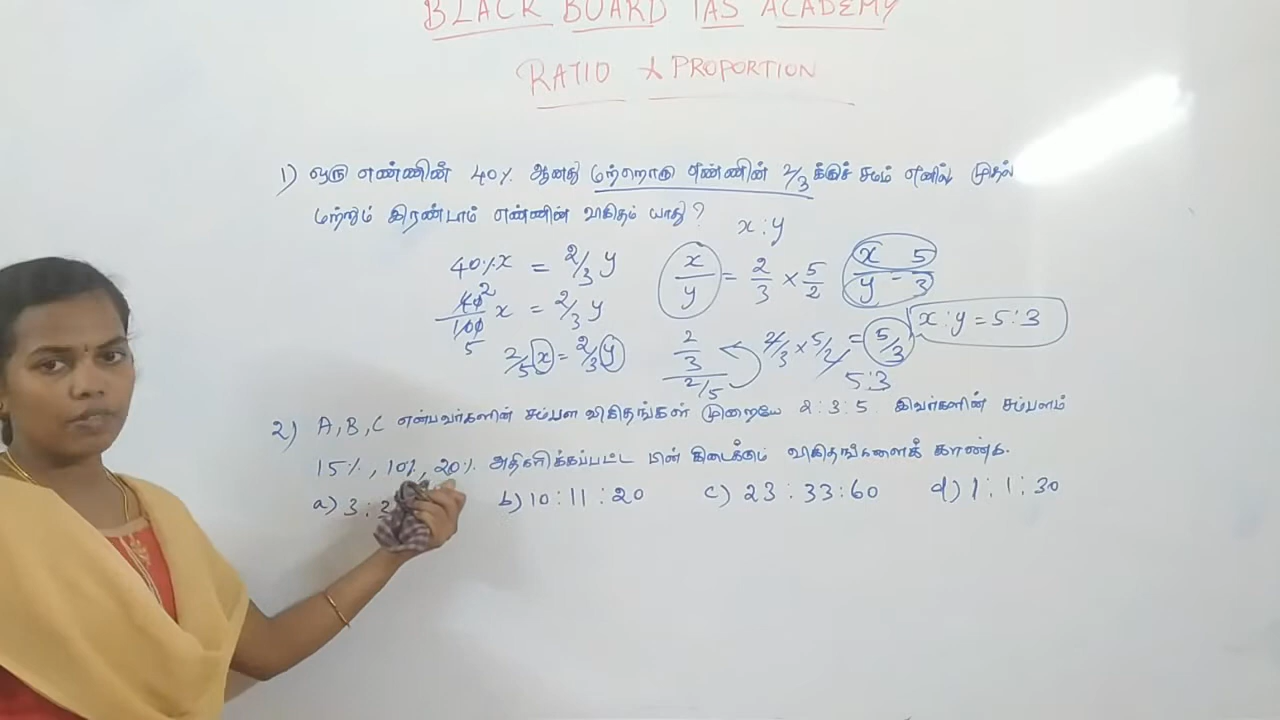 BLACK BOARD IAS ACADEMY
RATIO & PROPORTION
1) ஒரு எண்ணின் 40% ஆனது மற்றொரு எண்ணின் 2/3 க்குச் சமம் எனில் முதல்
மற்றும் இரண்டாம் எண்ணின் விகிதம் யாது?
x : y
40% x = 2/3 y
x/y = 2/3 × 5/2
x/y = 5/3
40/100 x = 2/3 y
2
5
2/5 x = 2/3 y
2/3 / 2/5
2/3 × 5/2 = 5/3
x : y = 5 : 3
5 : 3
2) A, B, C என்பவர்களின் சம்பள விகிதங்கள் முறையே 2 : 3 : 5. இவர்களின் சம்பளம்
15%, 10%, 20% அதிகரிக்கப்பட்ட பின் கிடைக்கும் விகிதங்களைக் காண்க.
a) 3 : 3 b) 10 : 11 : 20 c) 23 : 33 : 60 d) 1 : 1 : 30